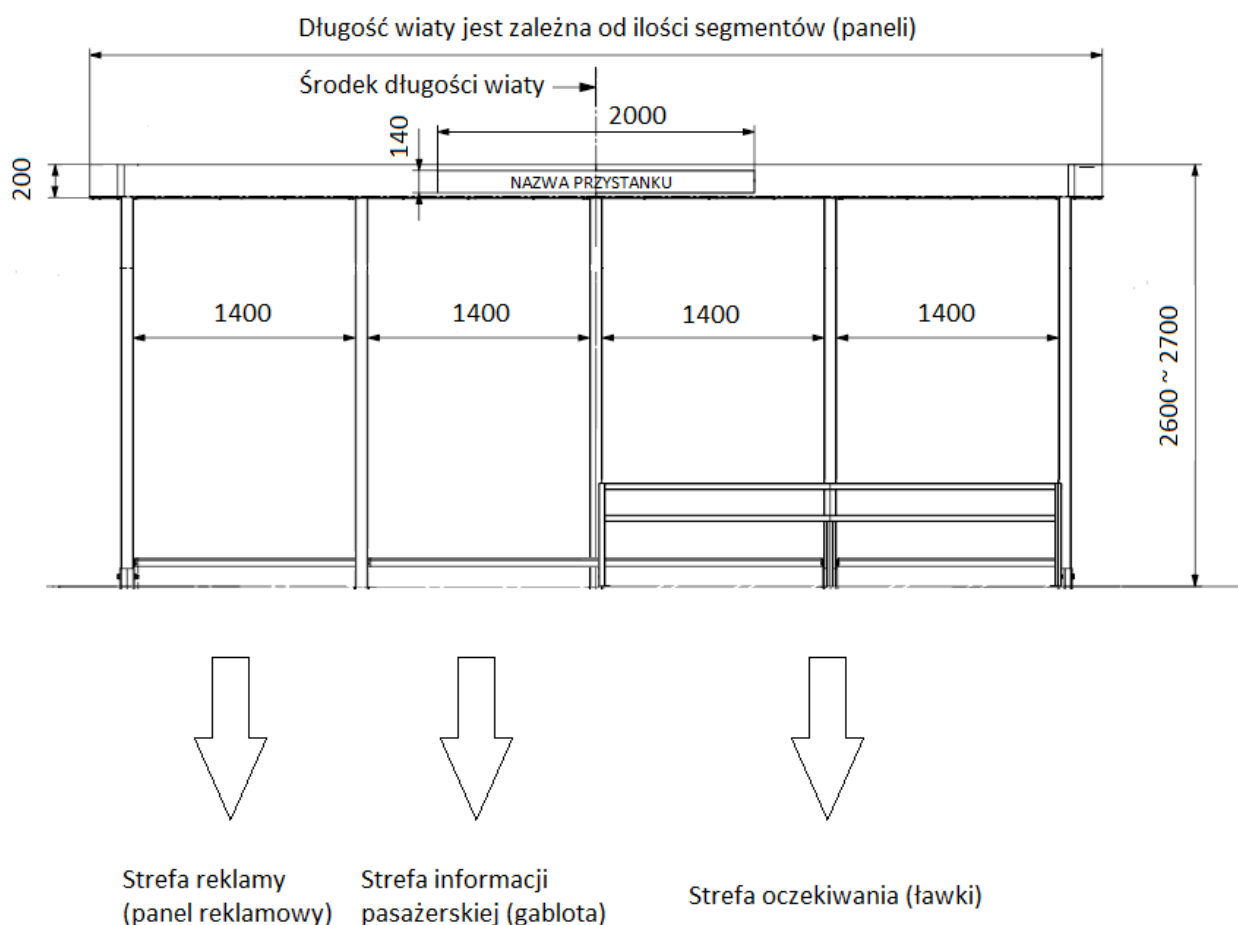 Długość wiaty jest zależna od ilości segmentów (paneli)
Środek długości wiaty
2000
140
200
NAZWA PRZYSTANKU
1400
1400
1400
1400
2600 ~ 2700
Strefa reklamy
(panel reklamowy)
Strefa informacji
pasażerskiej (gablota)
Strefa oczekiwania (ławki)